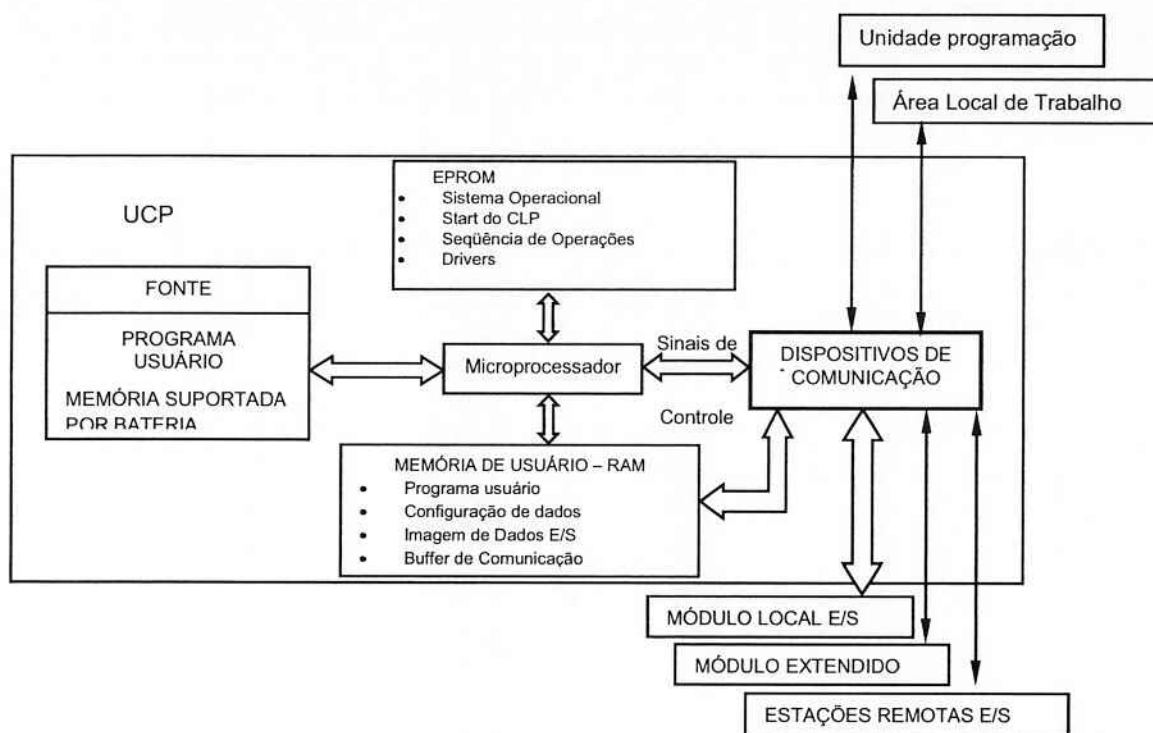 Unidade programação
Área Local de Trabalho
UCP
EPROM
• Sistema Operacional
• Start do CLP
• Seqüência de Operações
• Drivers
FONTE
PROGRAMA
USUÁRIO
MEMÓRIA SUPORTADA
POR BATERIA
Microprocessador
Sinais de
Controle
DISPOSITIVOS DE
COMUNICAÇÃO
MEMÓRIA DE USUÁRIO – RAM
• Programa usuário
• Configuração de dados
• Imagem de Dados E/S
• Buffer de Comunicação
MÓDULO LOCAL E/S
MÓDULO EXTENDIDO
ESTAÇÕES REMOTAS E/S